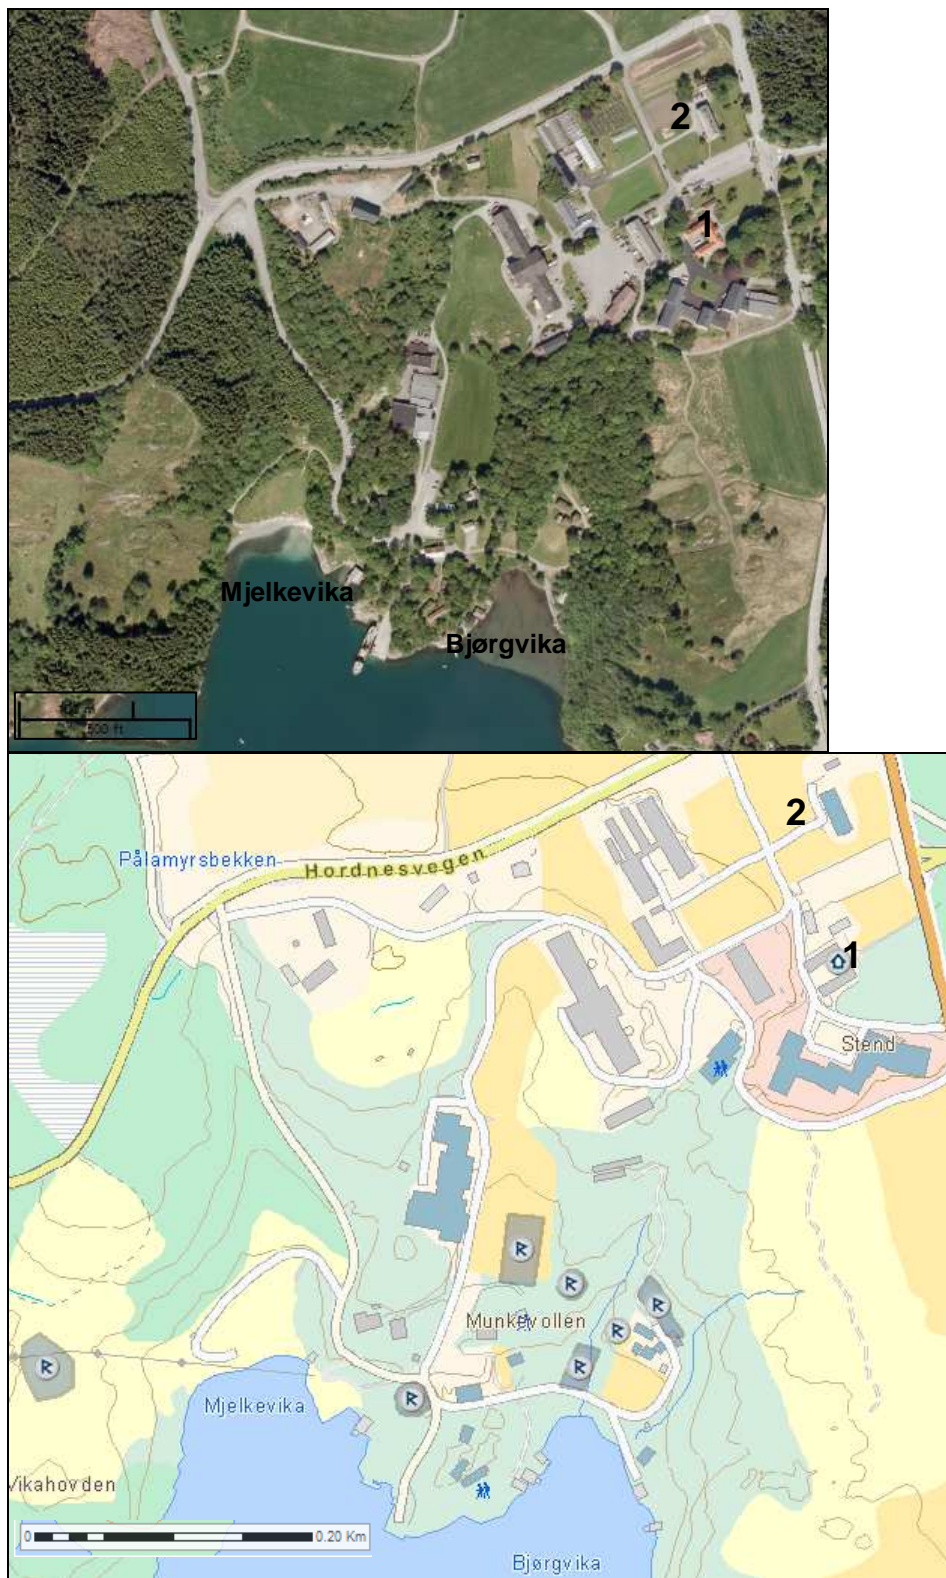 2
1
Mjelkevika
Bjørgvika
500 ft
2
Pålamyrsbekken
Hordnesvegen
1
Stend
R
R
Munkevollen
R
R
R
R
R
Mjelkevika
Vikahovden
0 0.20 Km
Bjørgvika